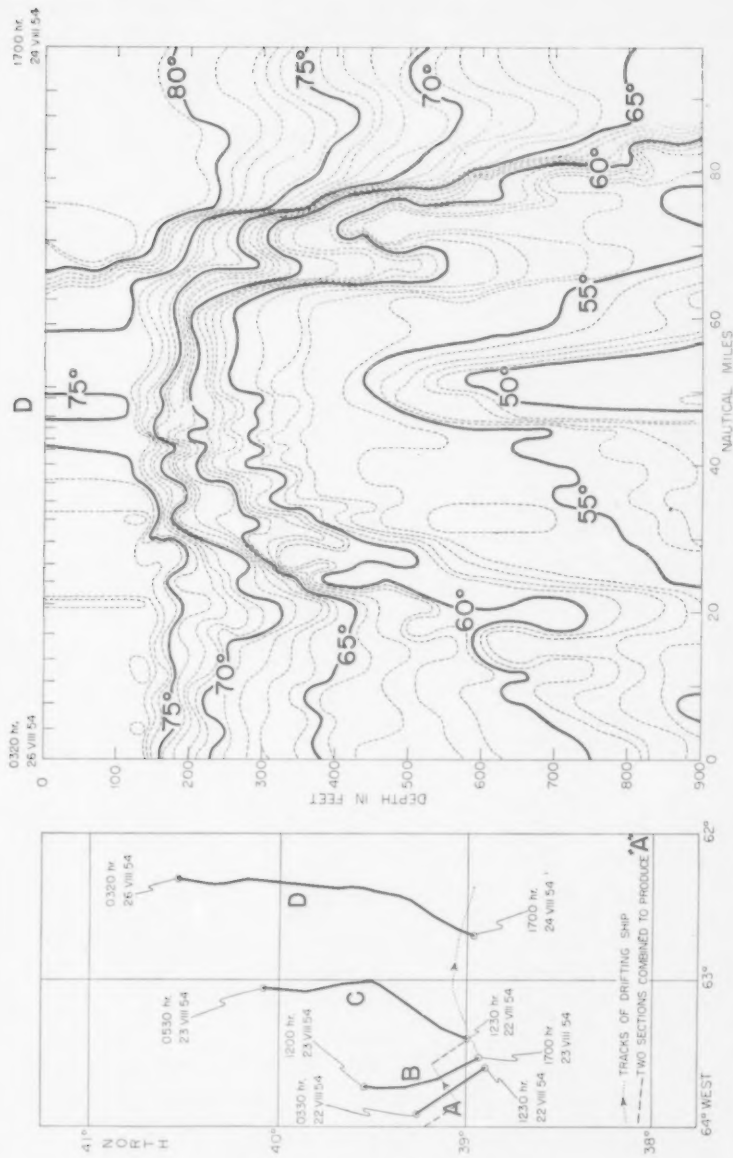 41°
40°
39°
38°
NORTH
64° WEST
63°
62°
0320 hr.
26 VIII 54
D
1700 hr.
24 VIII 54
0530 hr.
23 VIII 54
C
1230 hr.
22 VIII 54
1200 hr.
23 VIII 54
B
1700 hr.
23 VIII 54
0330 hr.
22 VIII 54
A
1230 hr.
22 VIII 54
A
A
TRACKS OF DRIFTING SHIP
TWO SECTIONS COMBINED TO PRODUCE "A"
0320 hr.
26 VIII 54
D
1700 hr.
24 VIII 54
0
100
200
300
400
500
600
700
800
900
DEPTH IN FEET
75°
70°
65°
60°
55°
75°
50°
55°
80°
75°
70°
65°
60°
0
20
40
60
80
NAUTICAL MILES